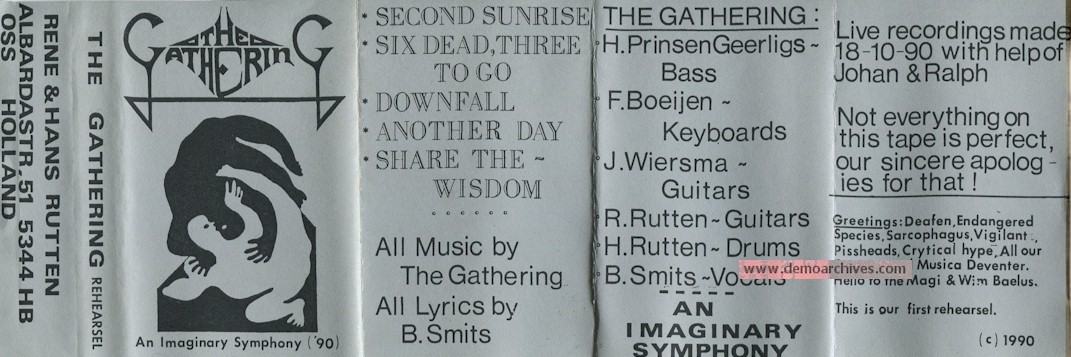 RENE & HANS RUTTEN
ALBARDASTR. 51 5344 HB
OSS HOLLAND
THE GATHERING REHEARSEL
THE GATHERING
An Imaginary Symphony ('90)
· SECOND SUNRISE
· SIX DEAD, THREE
TO GO
· DOWNFALL
· ANOTHER DAY
· SHARE THE ~
WISDOM
All Music by
The Gathering
All Lyrics by
B. Smits
THE GATHERING :
H. PrinsenGeerligs ~
Bass
F. Boeijen ~
Keyboards
J. Wiersma ~
Guitars
R. Rutten ~ Guitars
H. Rutten ~ Drums
B. Smits ~ Vocals
AN
IMAGINARY
SYMPHONY
Live recordings made
18-10-90 with help of
Johan & Ralph
Not everything on
this tape is perfect,
our sincere apolog -
ies for that !
Greetings: Deafen, Endangered
Species, Sarcophagus, Vigilant.,
Pissheads, Crytical hype, All our
Musica Deventer.
Hello to the Magi & Wim Baelus.
This is our first rehearsel.
(c) 1990
www.demoarchives.com